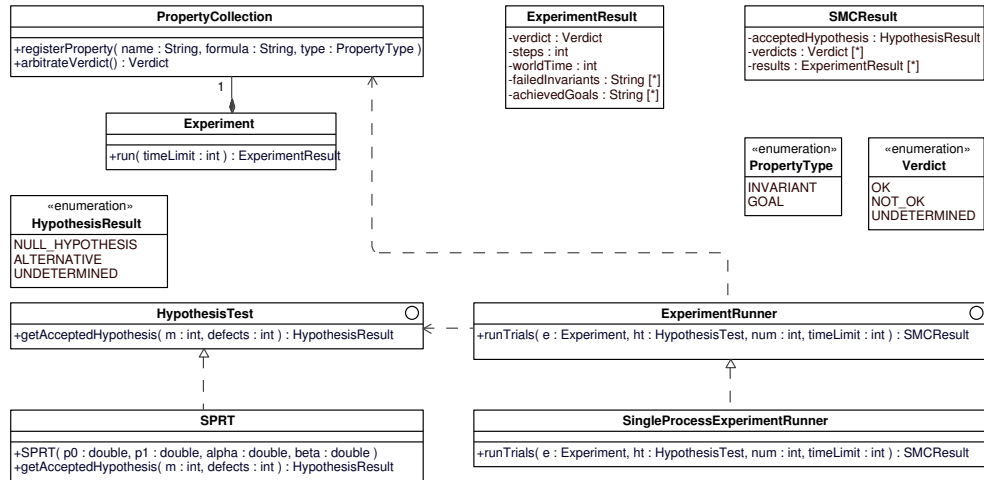 PropertyCollection
+registerProperty( name : String, formula : String, type : PropertyType )
+arbitrateVerdict() : Verdict
1
Experiment
+run( timeLimit : int ) : ExperimentResult
ExperimentResult
-verdict : Verdict
-steps : int
-worldTime : int
-failedInvariants : String [*]
-achievedGoals : String [*]
SMCResult
-acceptedHypothesis : HypothesisResult
-verdicts : Verdict [*]
-results : ExperimentResult [*]
«enumeration»
PropertyType
INVARIANT
GOAL
«enumeration»
Verdict
OK
NOT_OK
UNDETERMINED
«enumeration»
HypothesisResult
NULL_HYPOTHESIS
ALTERNATIVE
UNDETERMINED
HypothesisTest
+getAcceptedHypothesis( m : int, defects : int ) : HypothesisResult
ExperimentRunner
+runTrials( e : Experiment, ht : HypothesisTest, num : int, timeLimit : int ) : SMCResult
SPRT
+SPRT( p0 : double, p1 : double, alpha : double, beta : double )
+getAcceptedHypothesis( m : int, defects : int ) : HypothesisResult
SingleProcessExperimentRunner
+runTrials( e : Experiment, ht : HypothesisTest, num : int, timeLimit : int ) : SMCResult